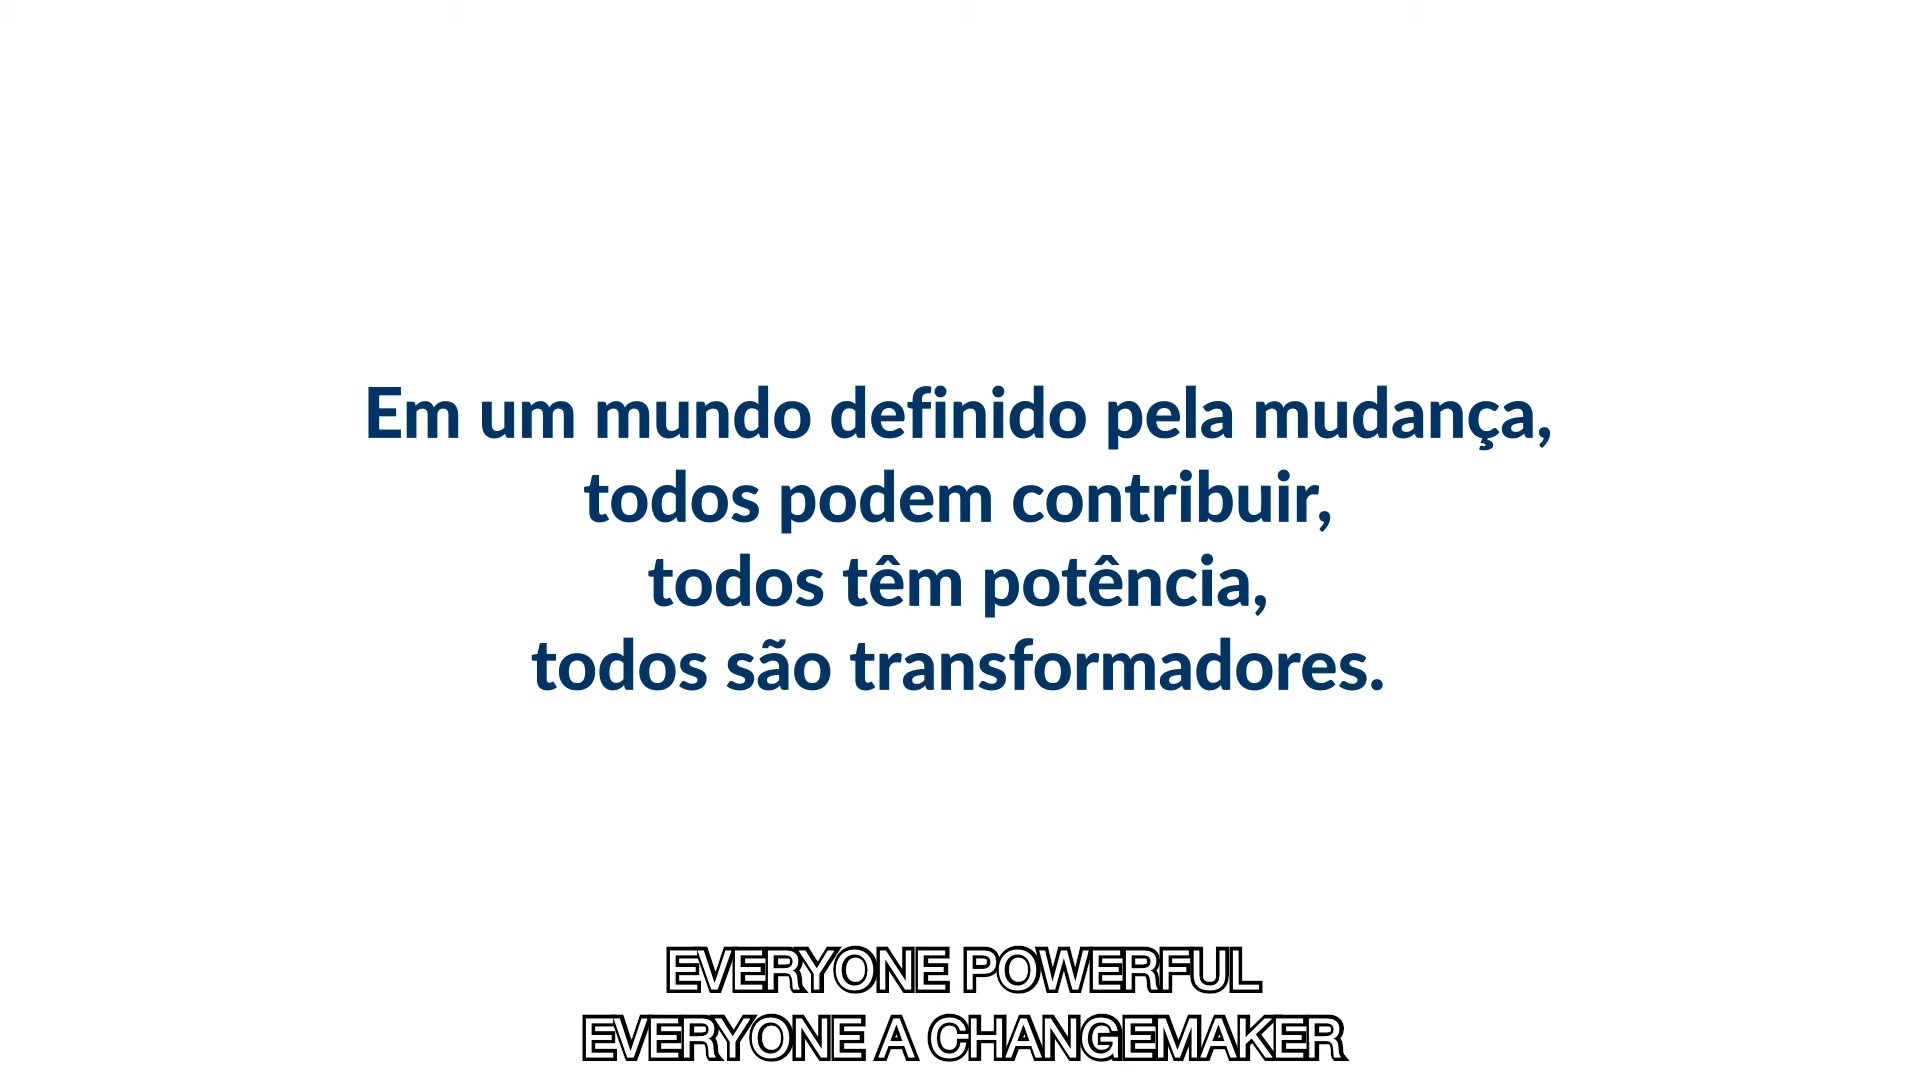 Em um mundo definido pela mudança,
todos podem contribuir,
todos têm potência,
todos são transformadores.
EVERYONE POWERFUL
EVERYONE A CHANGEMAKER